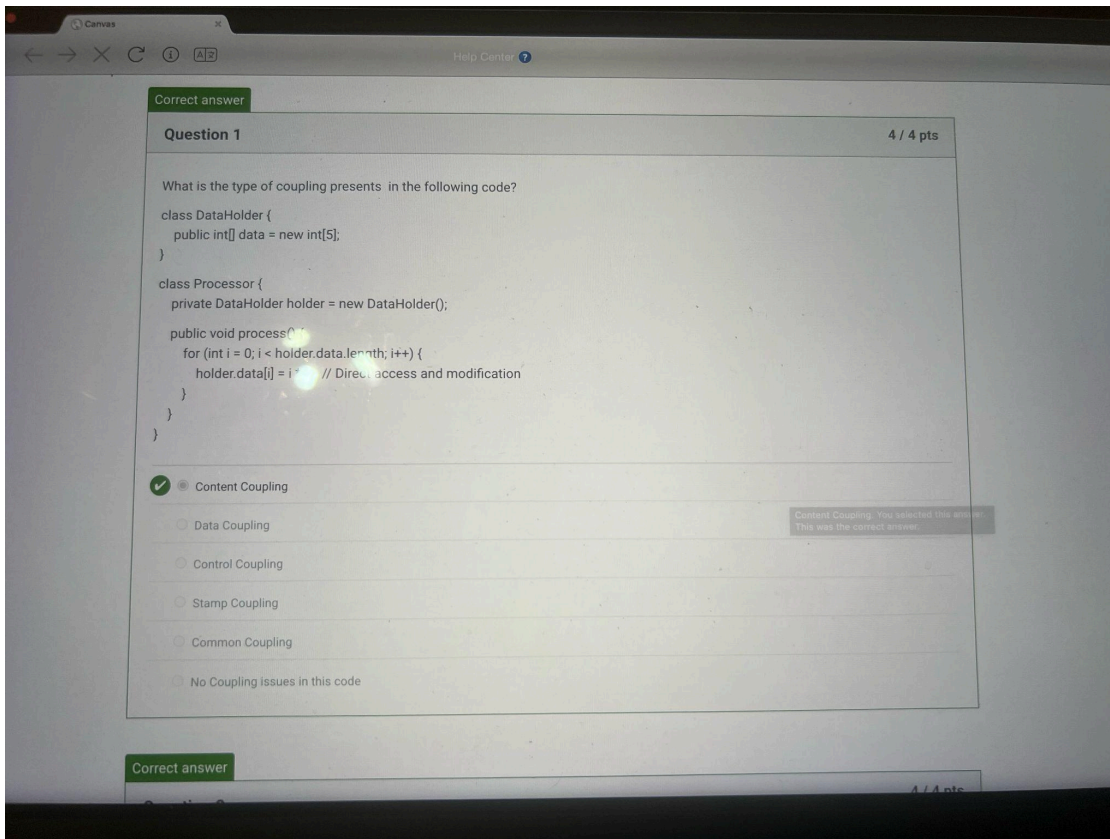 Canvas
Help Center ?
Correct answer
Question 1
4 / 4 pts
What is the type of coupling presents in the following code?
class DataHolder {
public int[] data = new int[5];
}
class Processor {
private DataHolder holder = new DataHolder();
public void process()
for (int i = 0; i < holder.data.length; i++) {
holder.data[i] = i // Direct access and modification
}
}
}
Content Coupling
Content Coupling. You selected this answer.
This was the correct answer.
Data Coupling
Control Coupling
Stamp Coupling
Common Coupling
No Coupling issues in this code
Correct answer
4 / 4 pts